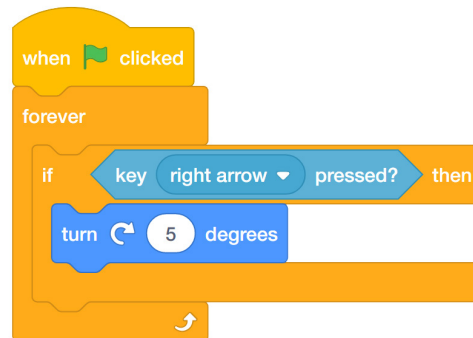 when clicked
forever
if key right arrow pressed? then
turn 5 degrees